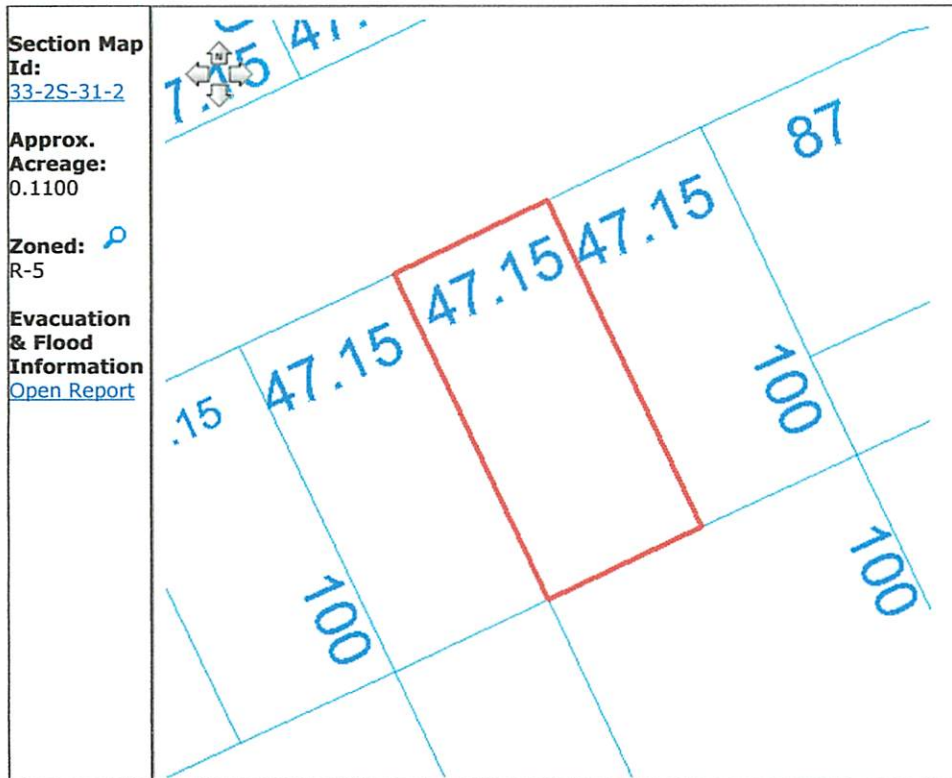 Section Map
Id:
33-2S-31-2
Approx.
Acreage:
0.1100
Zoned:
R-5
Evacuation
& Flood
Information
Open Report
47.
7.15
N
87
47.15
47.15
47.15
.15
100
100
100